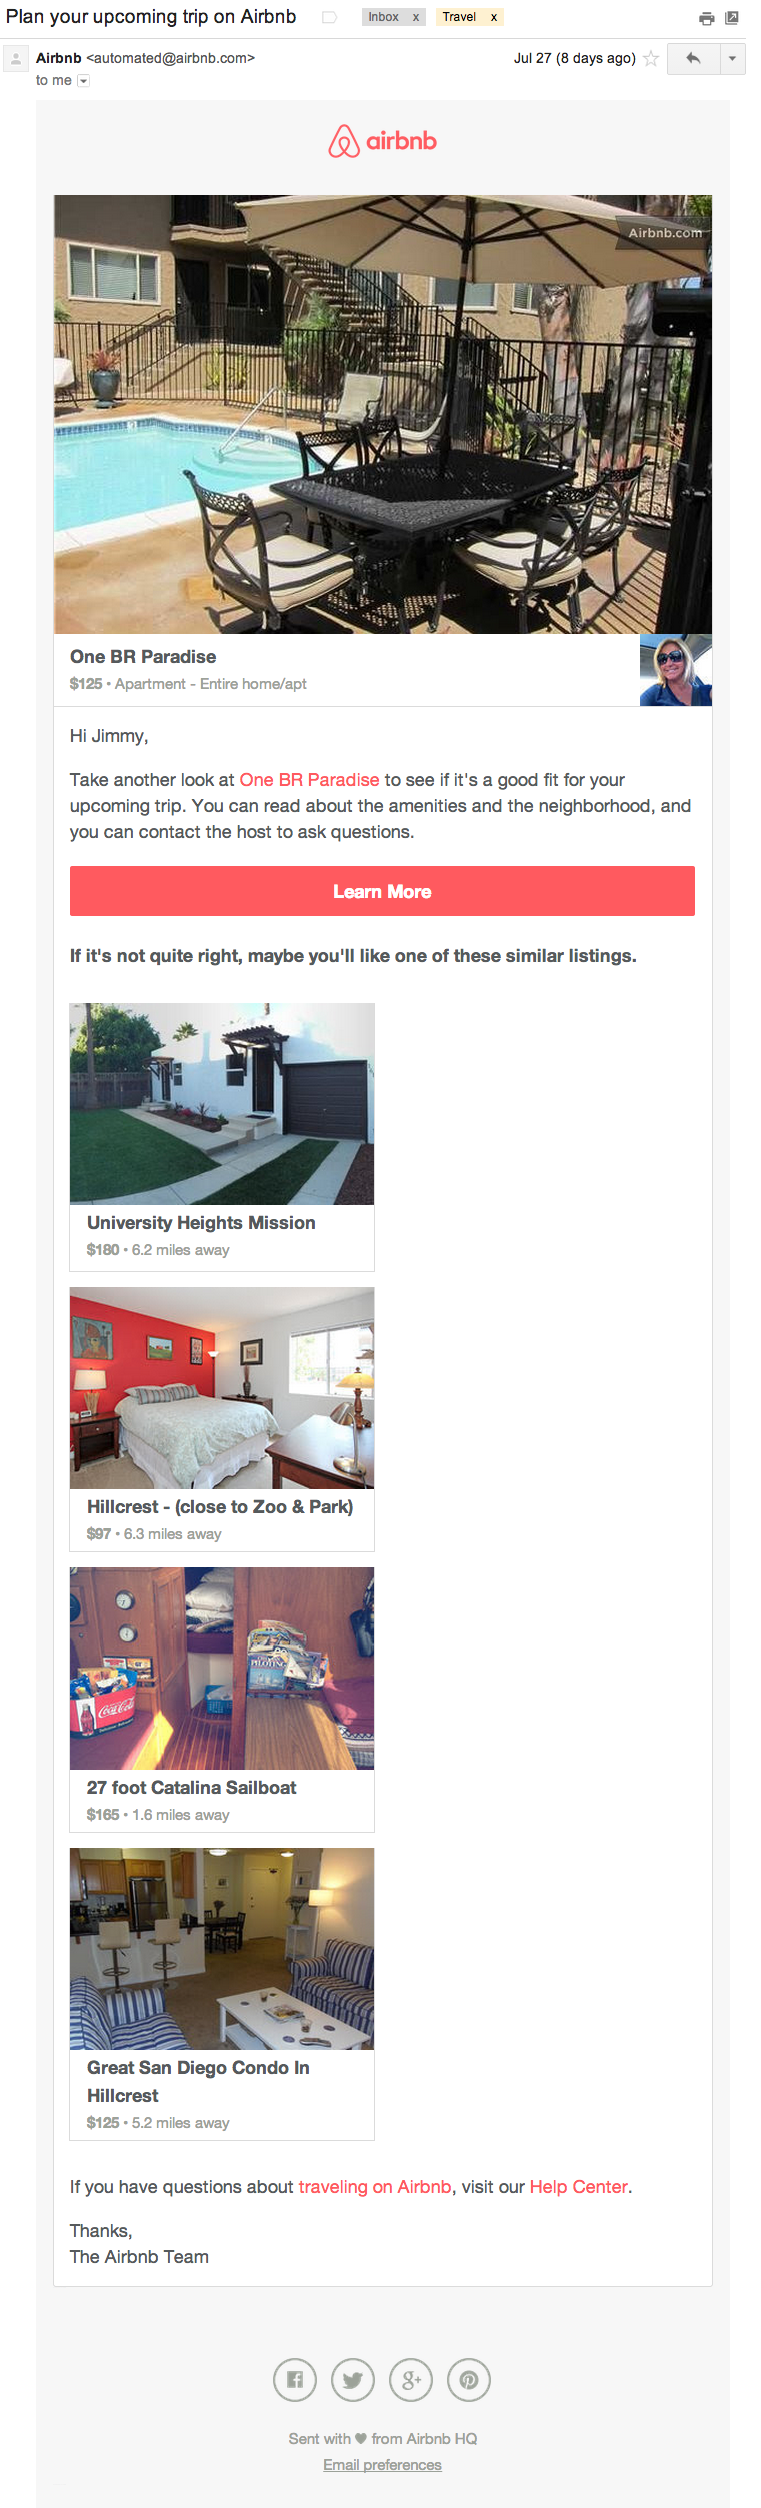 Plan your upcoming trip on Airbnb Inbox x Travel x
Airbnb <automated@airbnb.com> Jul 27 (8 days ago)
to me
airbnb
Airbnb.com
One BR Paradise
$125 • Apartment - Entire home/apt
Hi Jimmy,
Take another look at One BR Paradise to see if it's a good fit for your
upcoming trip. You can read about the amenities and the neighborhood, and
you can contact the host to ask questions.
Learn More
If it's not quite right, maybe you'll like one of these similar listings.
University Heights Mission
$180 • 6.2 miles away
Hillcrest - (close to Zoo & Park)
$97 • 6.3 miles away
PILOTING
Coca-Cola
27 foot Catalina Sailboat
$165 • 1.6 miles away
Great San Diego Condo In
Hillcrest
$125 • 5.2 miles away
If you have questions about traveling on Airbnb, visit our Help Center.
Thanks,
The Airbnb Team
g+
Sent with ♥ from Airbnb HQ
Email preferences